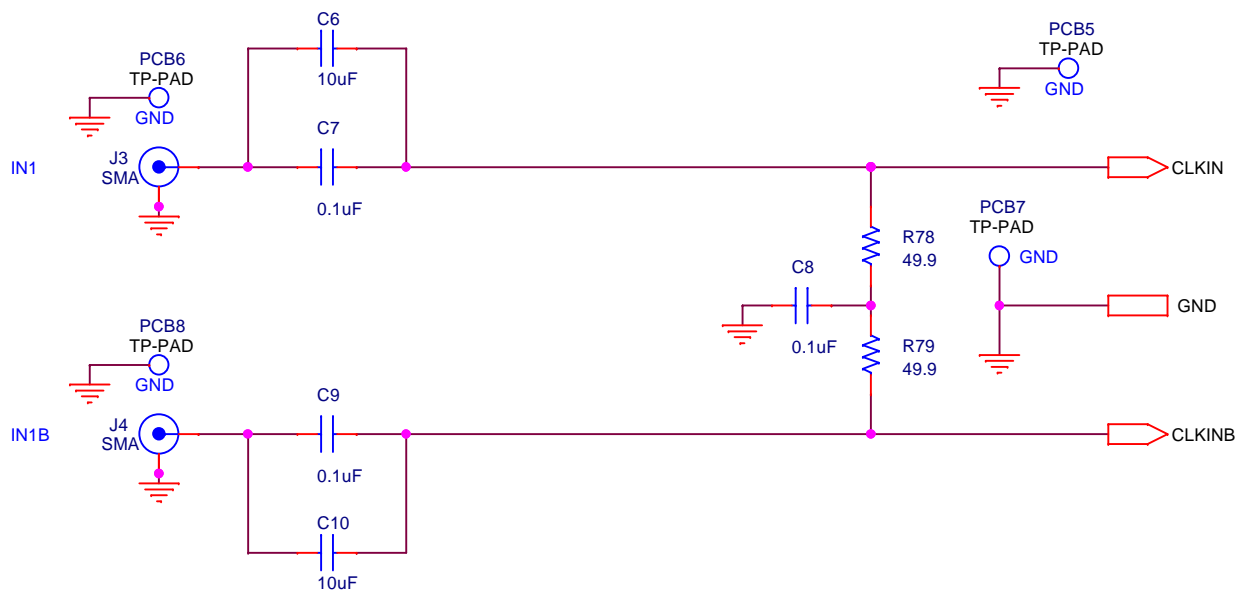 C6
10uF
PCB6
TP-PAD
GND
PCB5
TP-PAD
GND
C7
0.1uF
IN1
J3
SMA
CLKIN
R78
49.9
PCB7
TP-PAD
GND
C8
0.1uF
GND
R79
49.9
PCB8
TP-PAD
GND
C9
0.1uF
IN1B
J4
SMA
CLKINB
C10
10uF